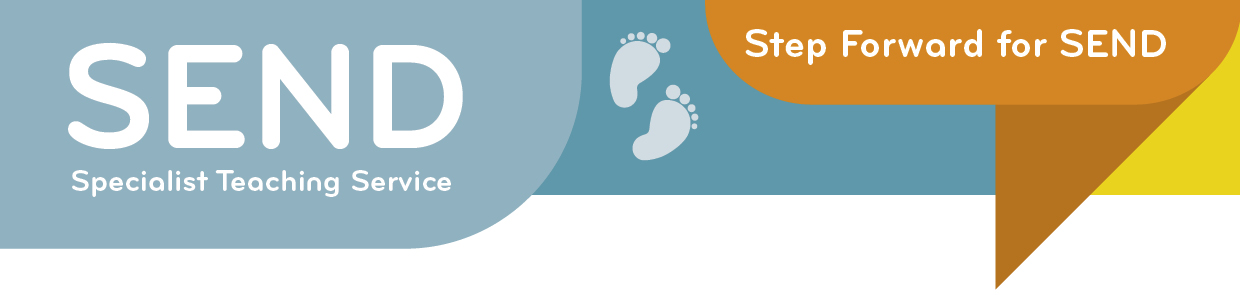 SEND
Specialist Teaching Service
Step Forward for SEND